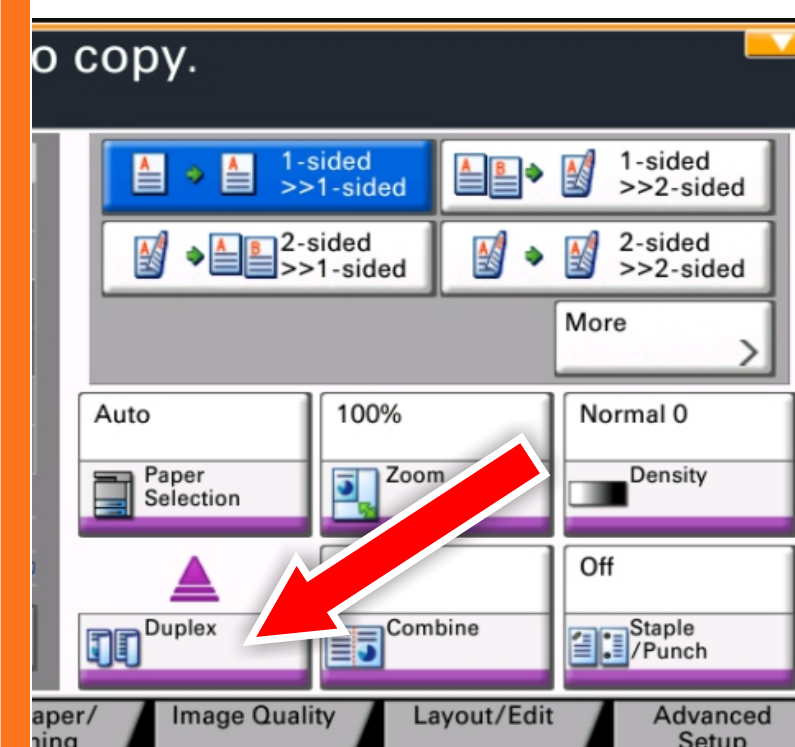 o copy.
1-sided
>>1-sided
1-sided
>>2-sided
2-sided
>>1-sided
2-sided
>>2-sided
More
Auto
100%
Normal 0
Paper
Selection
Zoom
Density
Off
Duplex
Combine
Staple
/Punch
aper/
Image Quality
Layout/Edit
Advanced
Setup